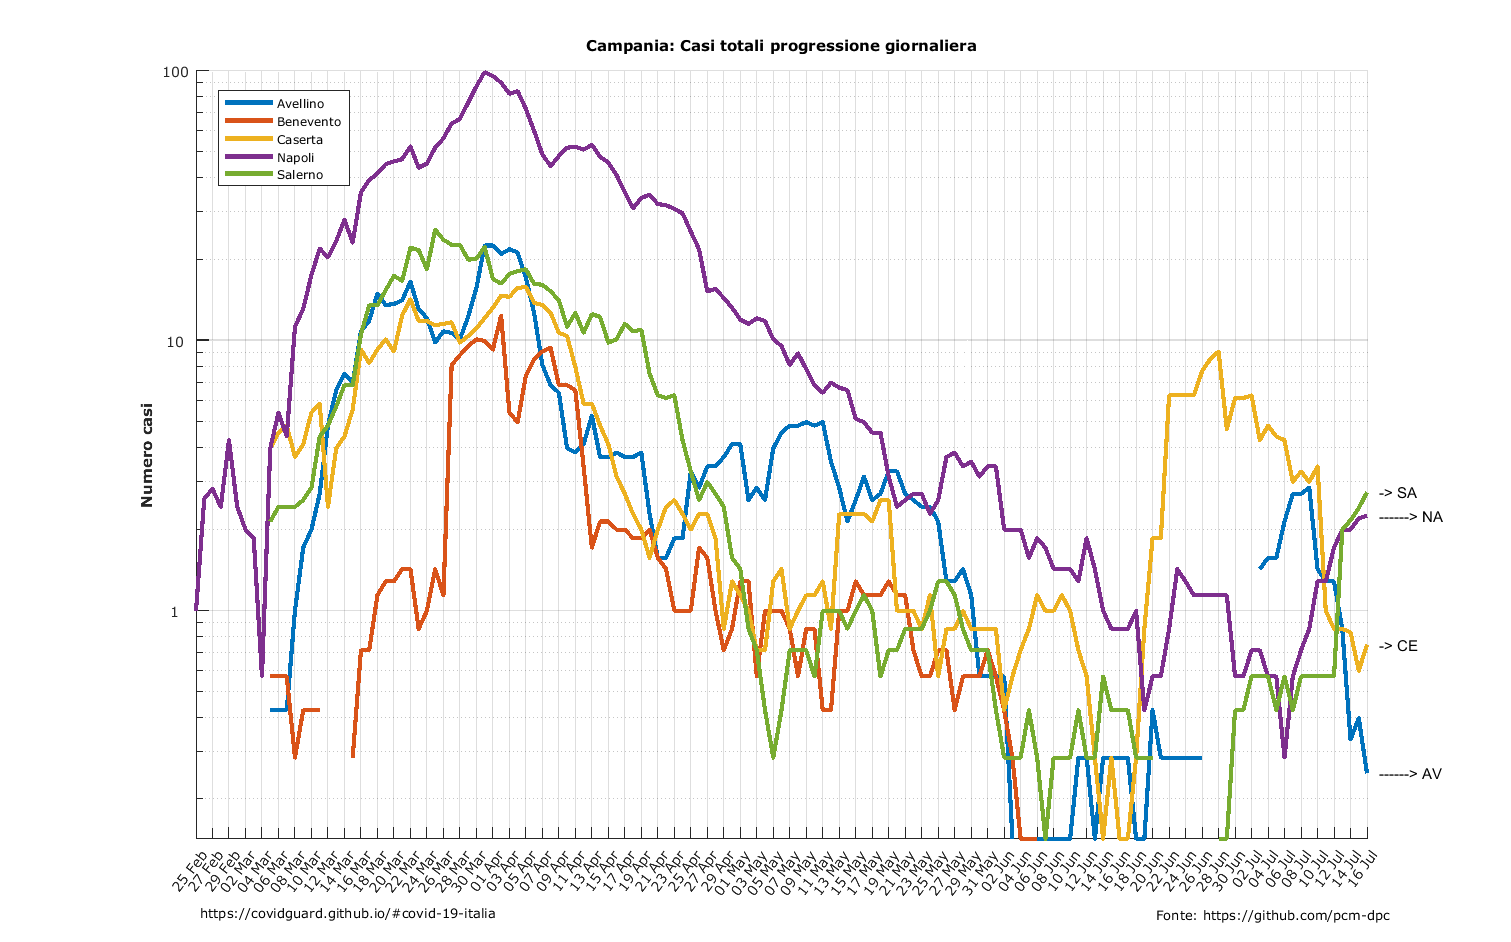 Campania: Casi totali progressione giornaliera
100
10
1
Numero casi
Avellino
Benevento
Caserta
Napoli
Salerno
-> SA
------> NA
-> CE
------> AV
25 Feb
27 Feb
29 Feb
02 Mar
04 Mar
06 Mar
08 Mar
10 Mar
12 Mar
14 Mar
16 Mar
18 Mar
20 Mar
22 Mar
24 Mar
26 Mar
28 Mar
30 Mar
01 Apr
03 Apr
05 Apr
07 Apr
09 Apr
11 Apr
13 Apr
15 Apr
17 Apr
19 Apr
21 Apr
23 Apr
25 Apr
27 Apr
29 Apr
01 May
03 May
05 May
07 May
09 May
11 May
13 May
15 May
17 May
19 May
21 May
23 May
25 May
27 May
29 May
31 May
02 Jun
04 Jun
06 Jun
08 Jun
10 Jun
12 Jun
14 Jun
16 Jun
18 Jun
20 Jun
22 Jun
24 Jun
26 Jun
28 Jun
30 Jun
02 Jul
04 Jul
06 Jul
08 Jul
10 Jul
12 Jul
14 Jul
16 Jul
https://covidguard.github.io/#covid-19-italia
Fonte: https://github.com/pcm-dpc